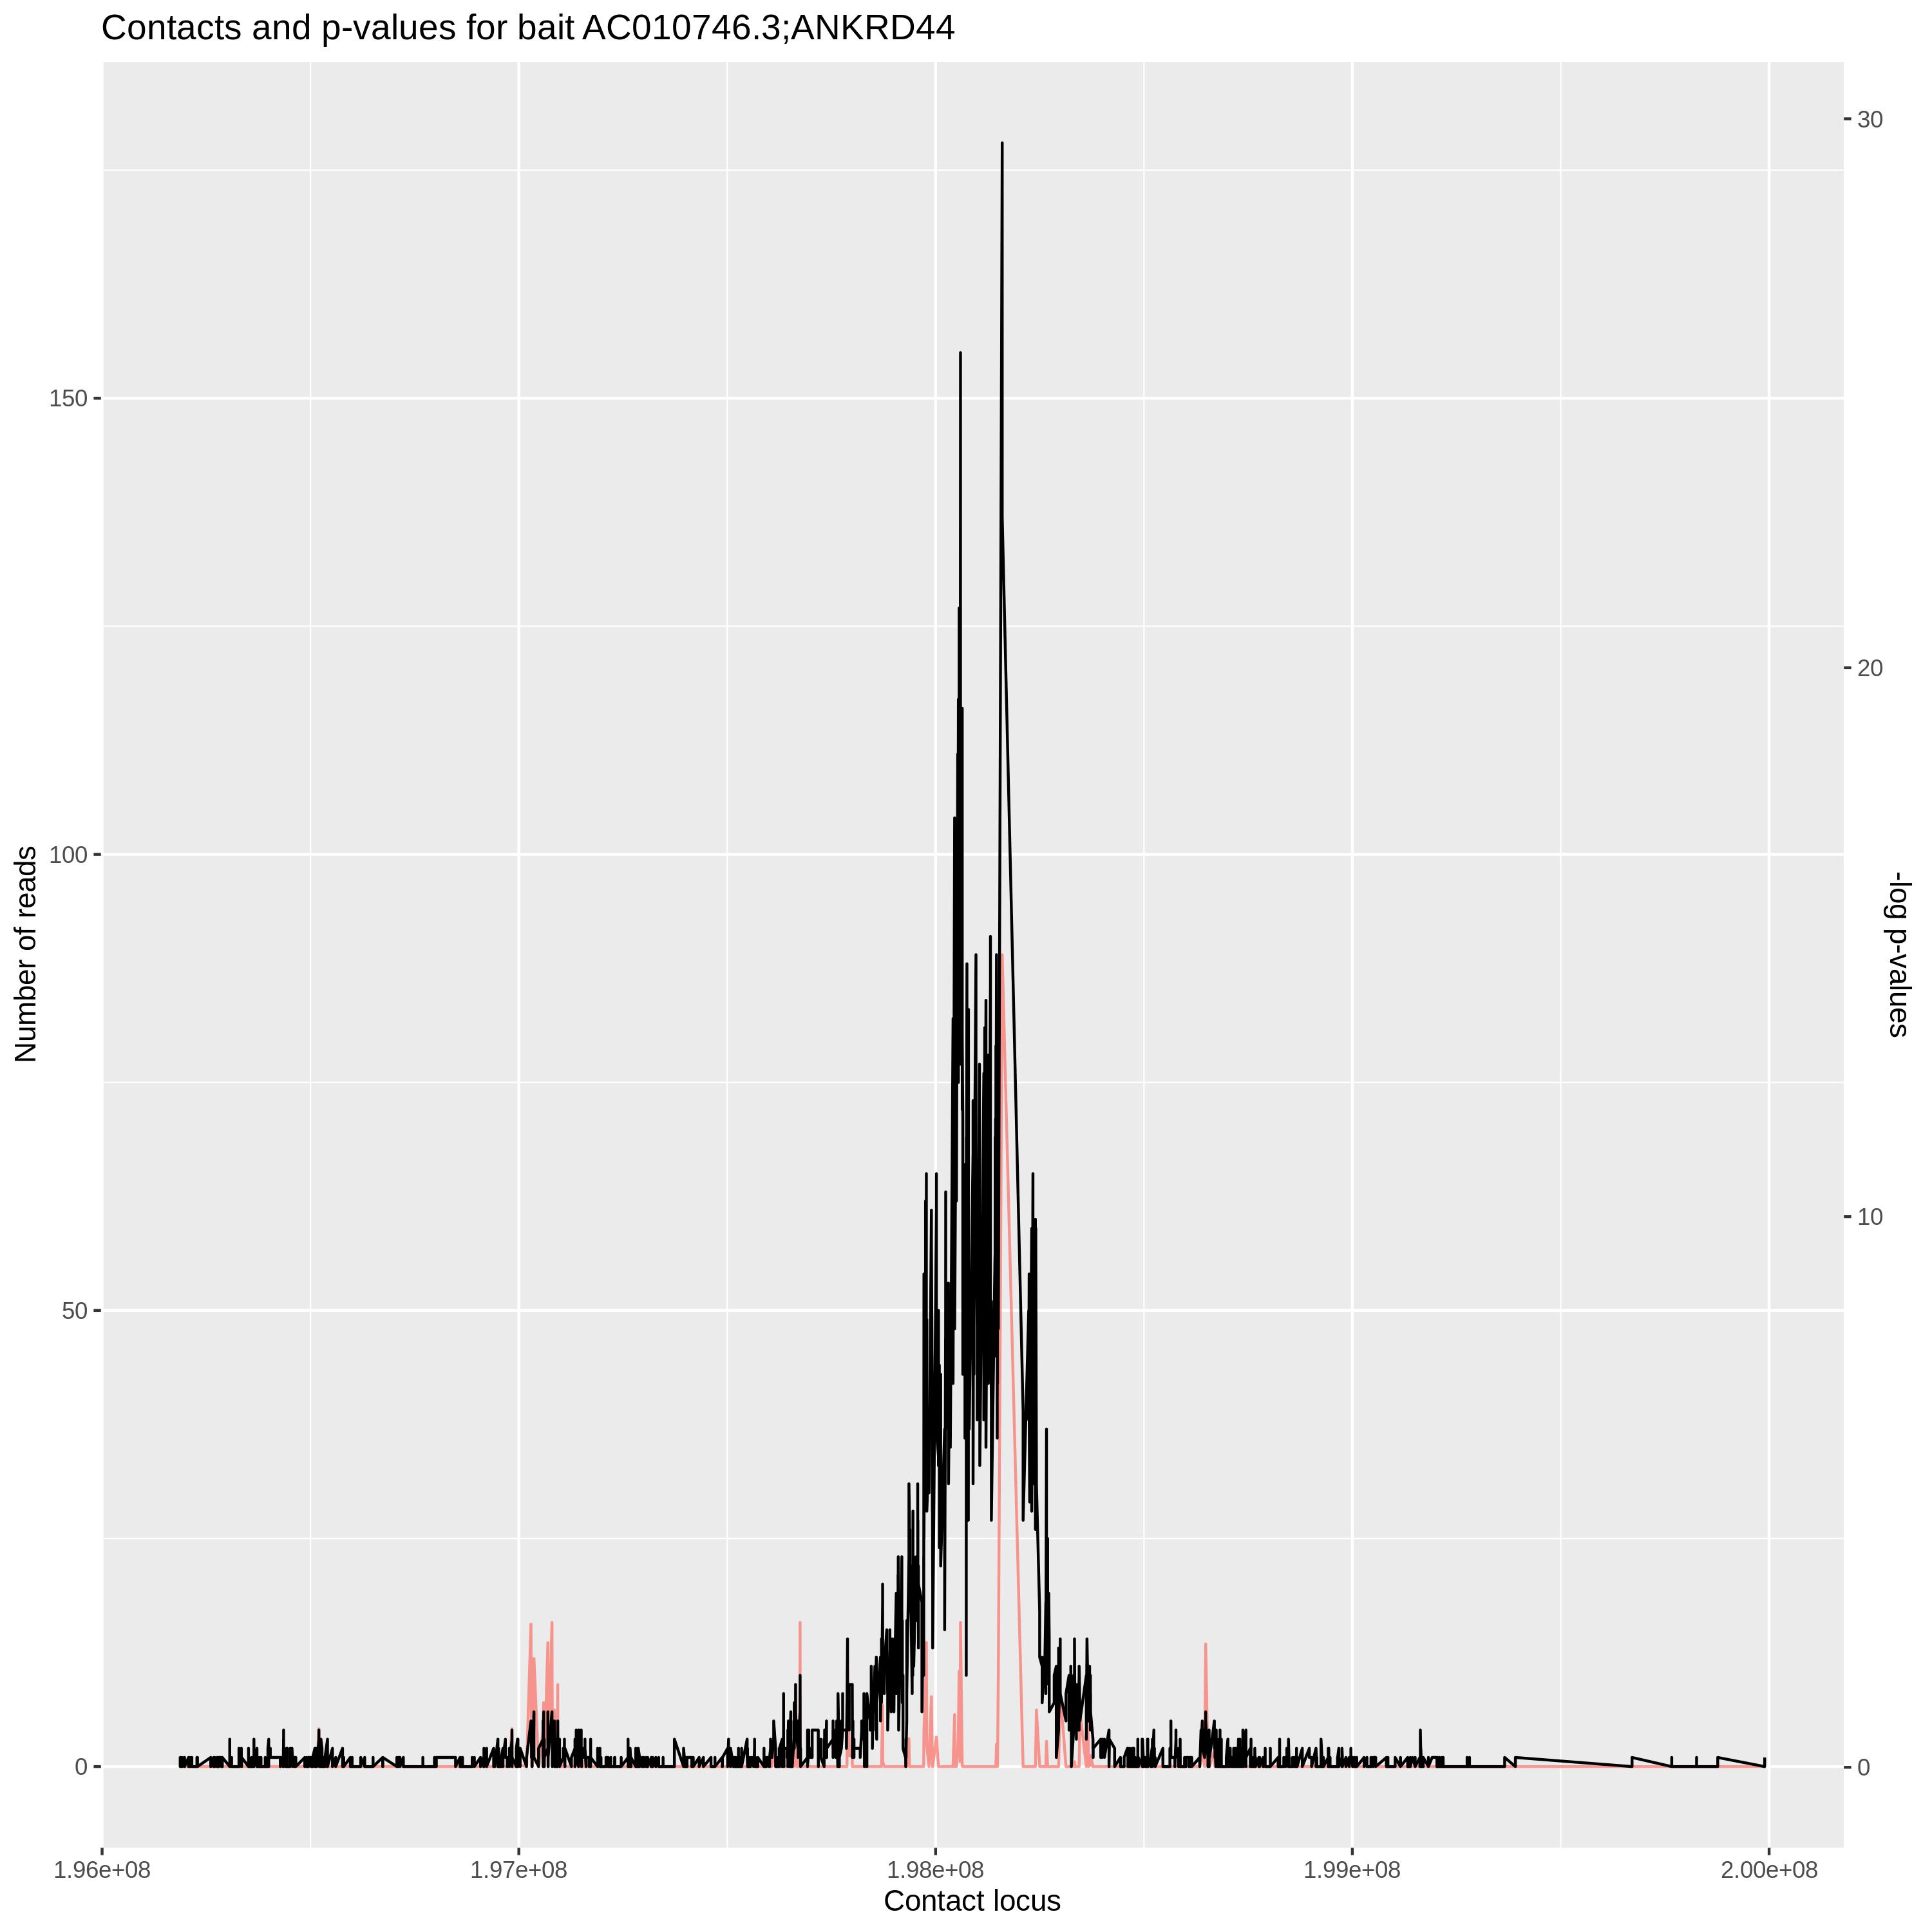 Contacts and p-values for bait AC010746.3;ANKRD44
30
150
20
100
Number of reads
-log p-values
10
50
0
0
1.96e+08
1.97e+08
1.98e+08
1.99e+08
2.00e+08
Contact locus